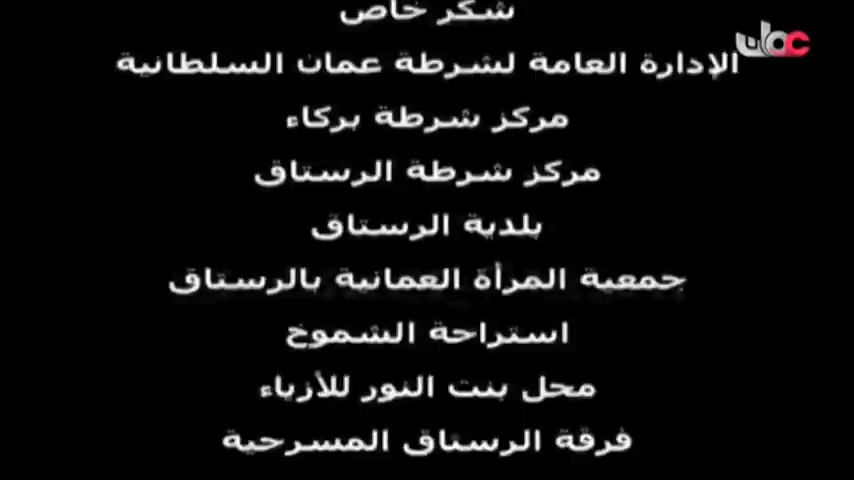 شكر خاص
الإدارة العامة لشرطة عمان السلطانية
مركز شرطة بركاء
مركز شرطة الرستاق
بلدية الرستاق
جمعية المرأة العمانية بالرستاق
استراحة الشموخ
محل بنت النور للأزياء
فرقة الرستاق المسرحية